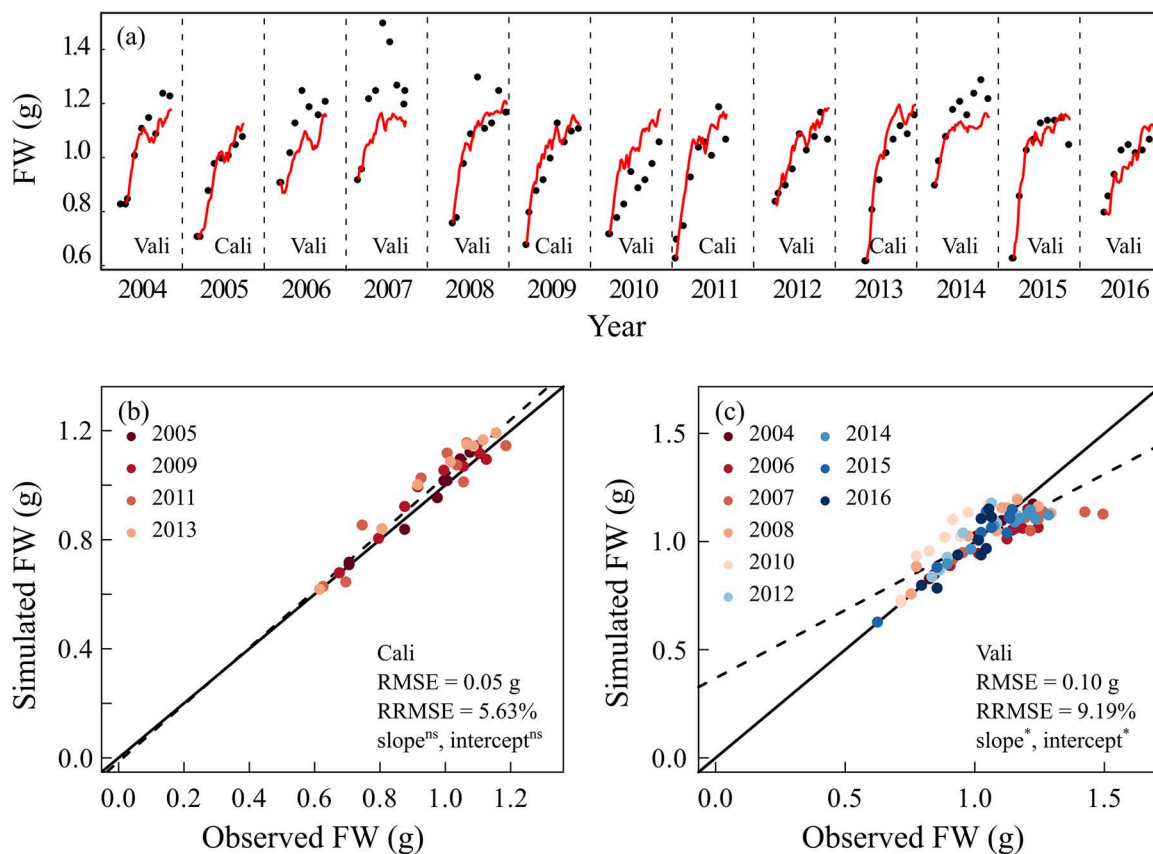 (a)
FW (g)
1.4
1.2
1.0
0.8
0.6
Vali Cali Vali Vali Vali Cali Vali Cali Vali Cali Vali Vali Vali
2004 2005 2006 2007 2008 2009 2010 2011 2012 2013 2014 2015 2016
Year
(b)
Simulated FW (g)
1.2
0.8
0.4
0.0
2005
2009
2011
2013
Cali
RMSE = 0.05 g
RRMSE = 5.63%
slope^ns, intercept^ns
0.0 0.2 0.4 0.6 0.8 1.0 1.2
Observed FW (g)
(c)
Simulated FW (g)
1.5
1.0
0.5
0.0
2004 2014
2006 2015
2007 2016
2008
2010
2012
Vali
RMSE = 0.10 g
RRMSE = 9.19%
slope*, intercept*
0.0 0.5 1.0 1.5
Observed FW (g)